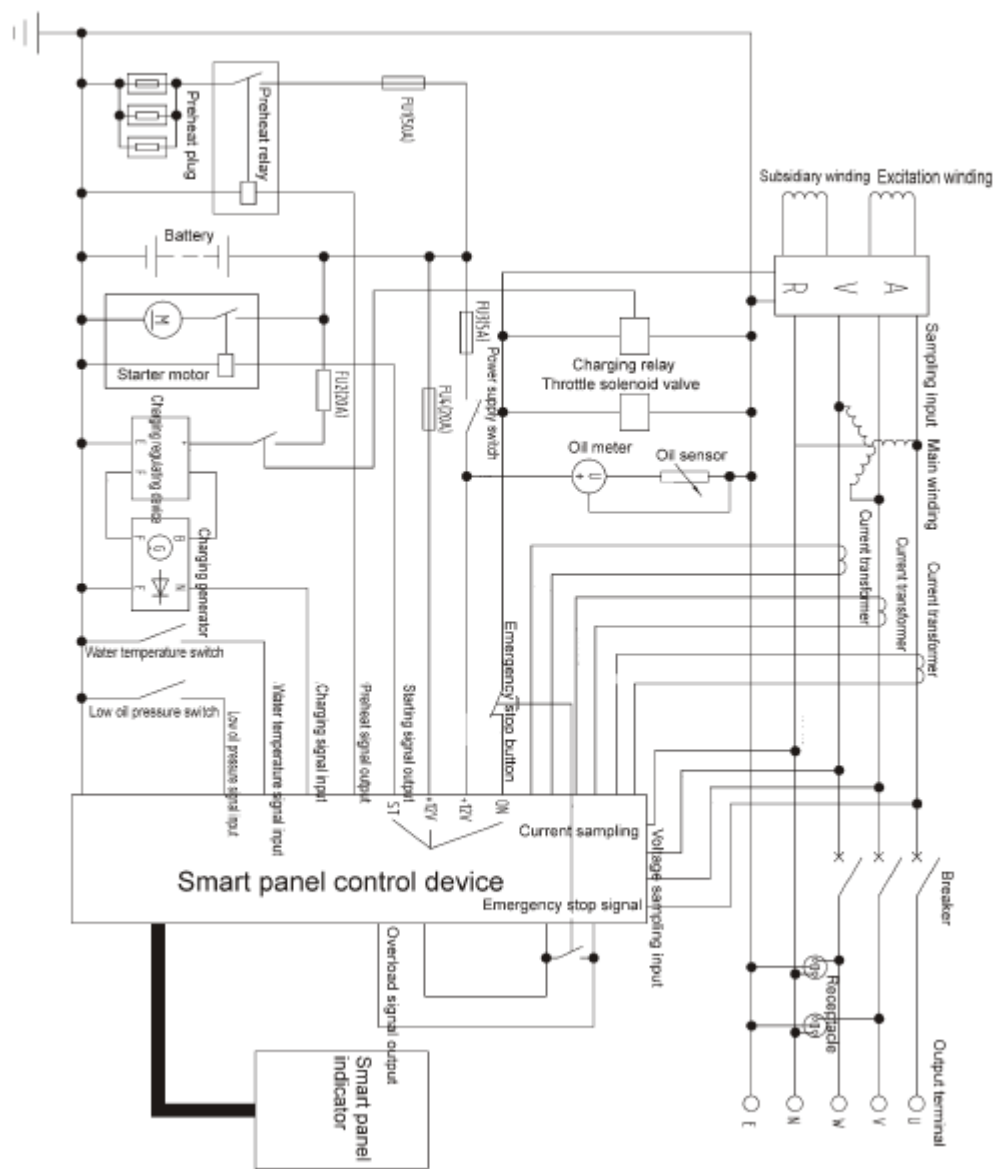 Preheat plug
Preheat relay
FU1(50A)
Subsidiary winding
Excitation winding
Battery
R
V
A
M
Starter motor
FU2(20A)
FU3(5A)
FU4(20A)
Power supply switch
Charging relay
Throttle solenoid valve
Sampling input
Main winding
Oil meter
Oil sensor
U
+
Charging regulating device
+
E
F
B
F
G
N
E
Charging generator
Current transformer
Current transformer
Current transformer
Water temperature switch
Low oil pressure switch
Emergency stop button
Low oil pressure signal input
Water temperature signal input
Charging signal input
Preheat signal output
Starting signal output
ST
+12V
+12V
ON
Current sampling
Voltage sampling input
Smart panel control device
Emergency stop signal
Breaker
Overload signal output
Receptacle
Smart panel
indicator
Output terminal
E
N
W
V
U